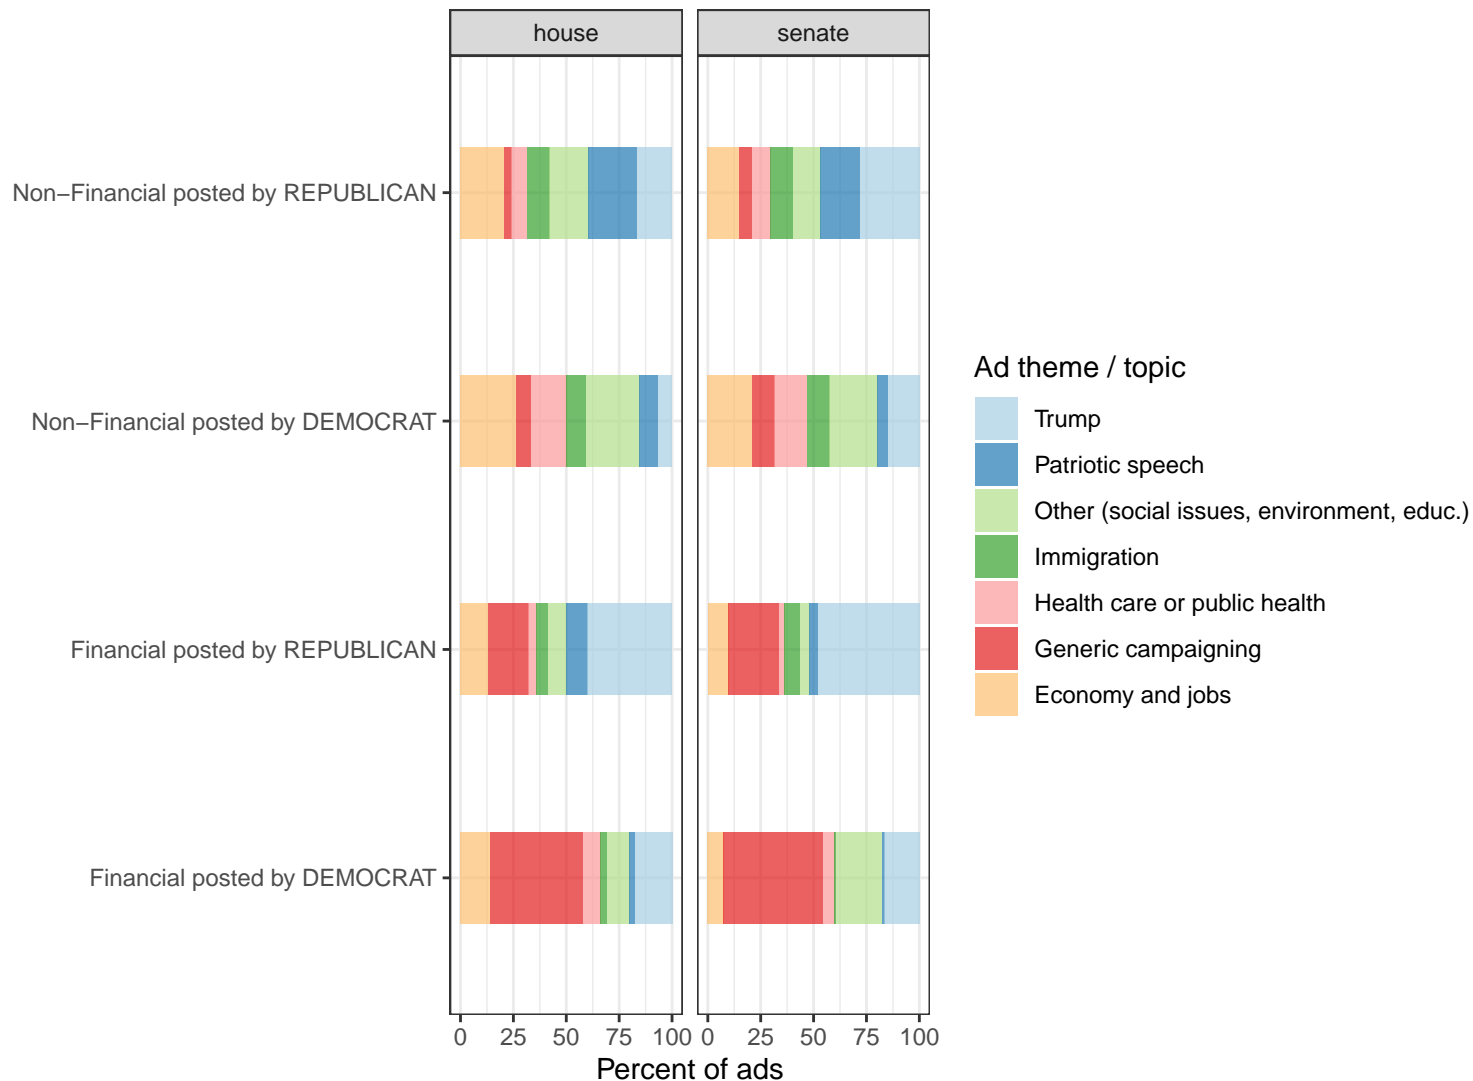 house
senate
Non−Financial posted by REPUBLICAN
Non−Financial posted by DEMOCRAT
Financial posted by REPUBLICAN
Financial posted by DEMOCRAT
0 25 50 75 100 0 25 50 75 100
Percent of ads
Ad theme / topic
Trump
Patriotic speech
Other (social issues, environment, educ.)
Immigration
Health care or public health
Generic campaigning
Economy and jobs